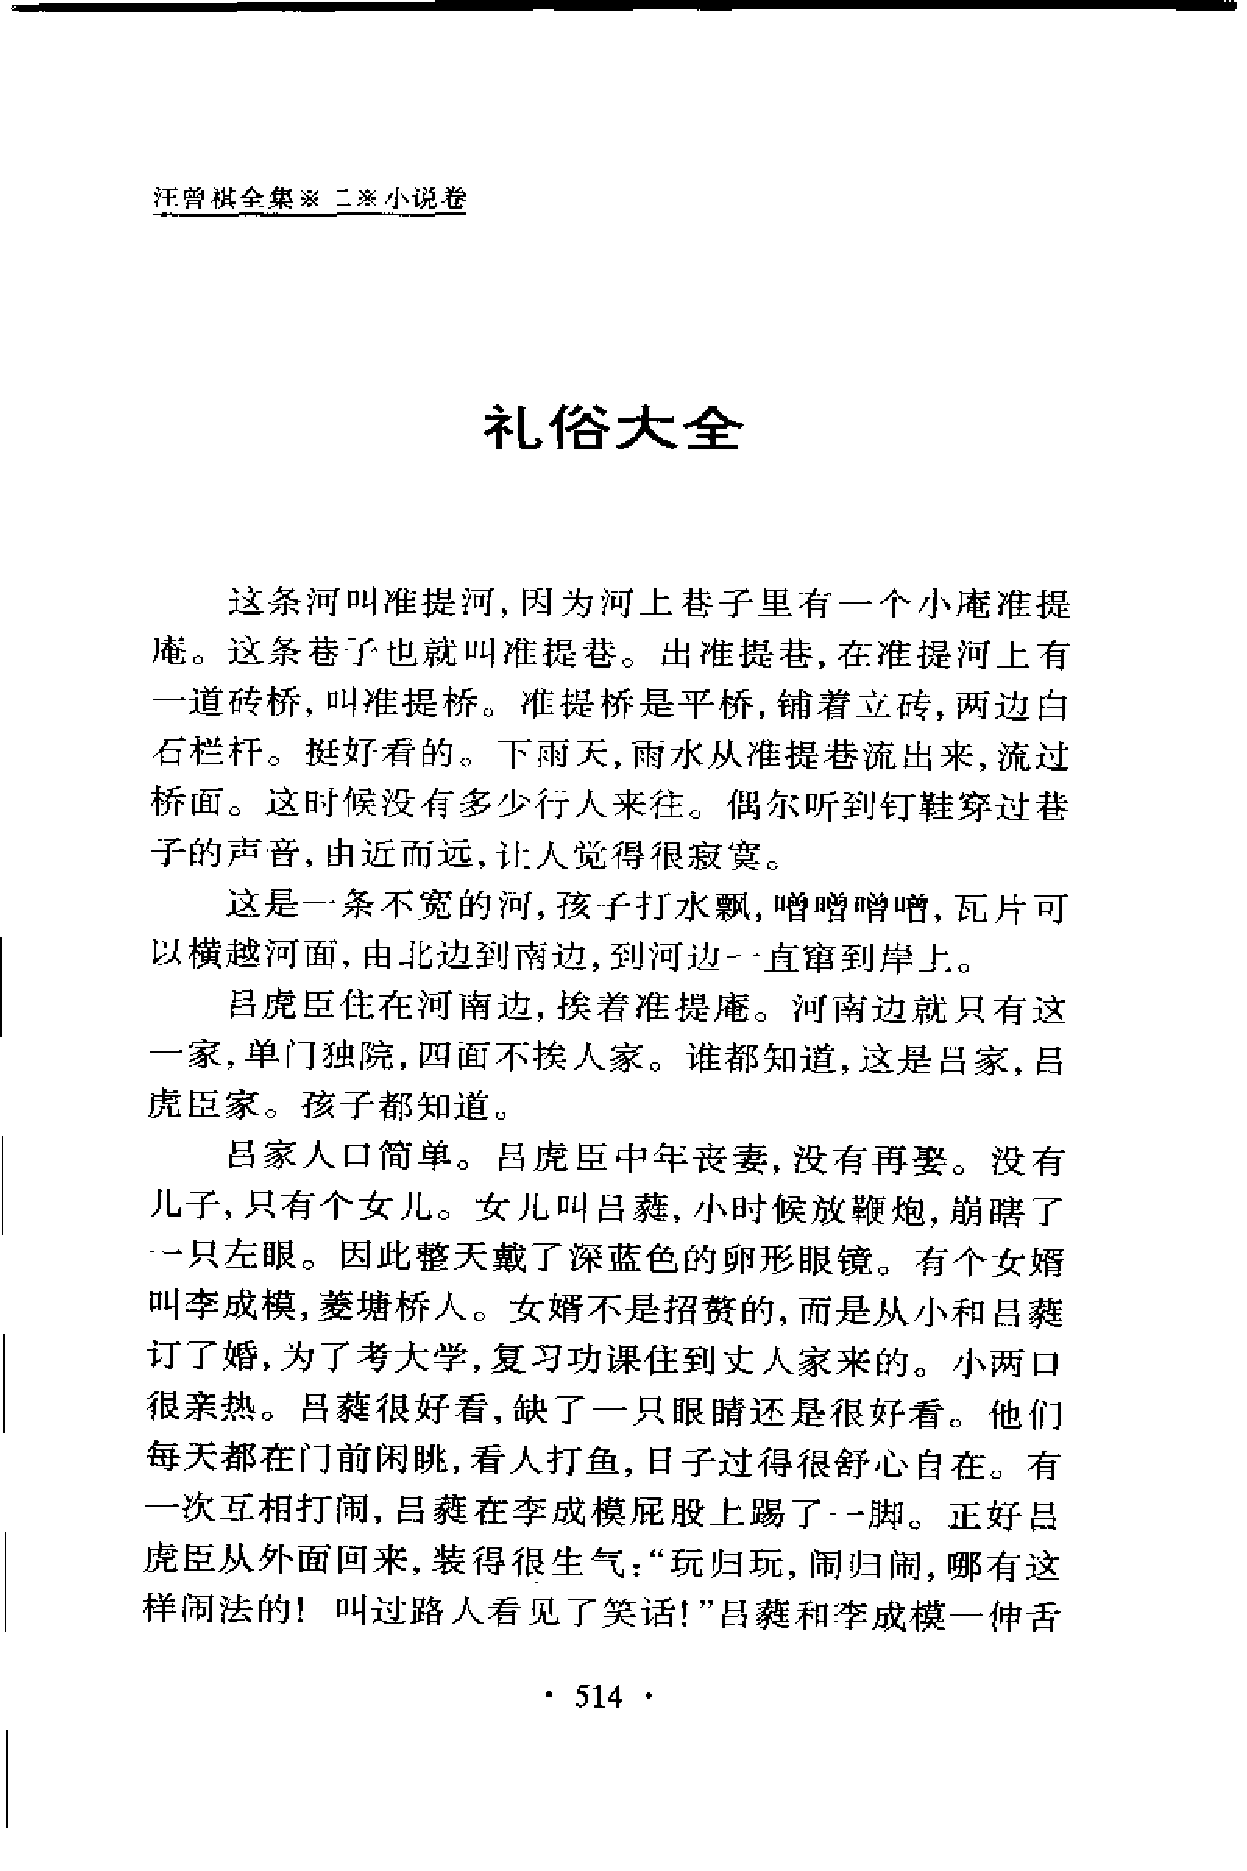 汪曾祺全集※二※小说卷
礼俗大全
这条河叫准提河,因为河上巷子里有一个小庵准提
庵。这条巷子也就叫准提巷。出准提巷,在准提河上有
一道砖桥,叫准提桥。准提桥是平桥,铺着立砖,两边白
石栏杆。挺好看的。下雨天,雨水从准提巷流出来,流过
桥面。这时候没有多少行人来往。偶尔听到钉鞋穿过巷
子的声音,由近而远,让人觉得很寂寞。
这是一条不宽的河,孩子打水飘,噌噌噌噌,瓦片可
以横越河面,由北边到南边,到河边一直窜到岸上。
吕虎臣住在河南边,挨着准提庵。河南边就只有这
一家,单门独院,四面不挨人家。谁都知道,这是吕家,吕
虎臣家。孩子都知道。
吕家人口简单。吕虎臣中年丧妻,没有再娶。没有
儿子,只有个女儿。女儿叫吕蕤,小时候放鞭炮,崩瞎了
一只左眼。因此整天戴了深蓝色的卵形眼镜。有个女婿
叫李成模,菱塘桥人。女婿不是招赘的,而是从小和吕蕤
订了婚,为了考大学,复习功课住到丈人家来的。小两口
很亲热。吕蕤很好看,缺了一只眼睛还是很好看。他们
每天都在门前闲眺,看人打鱼,日子过得很舒心自在。有
一次互相打闹,吕蕤在李成模屁股上踢了一脚。正好吕
虎臣从外面回来,装得很生气:“玩归玩,闹归闹,哪有这
样闹法的! 叫过路人看见了笑话!”吕蕤和李成模一伸舌
· 514 ·